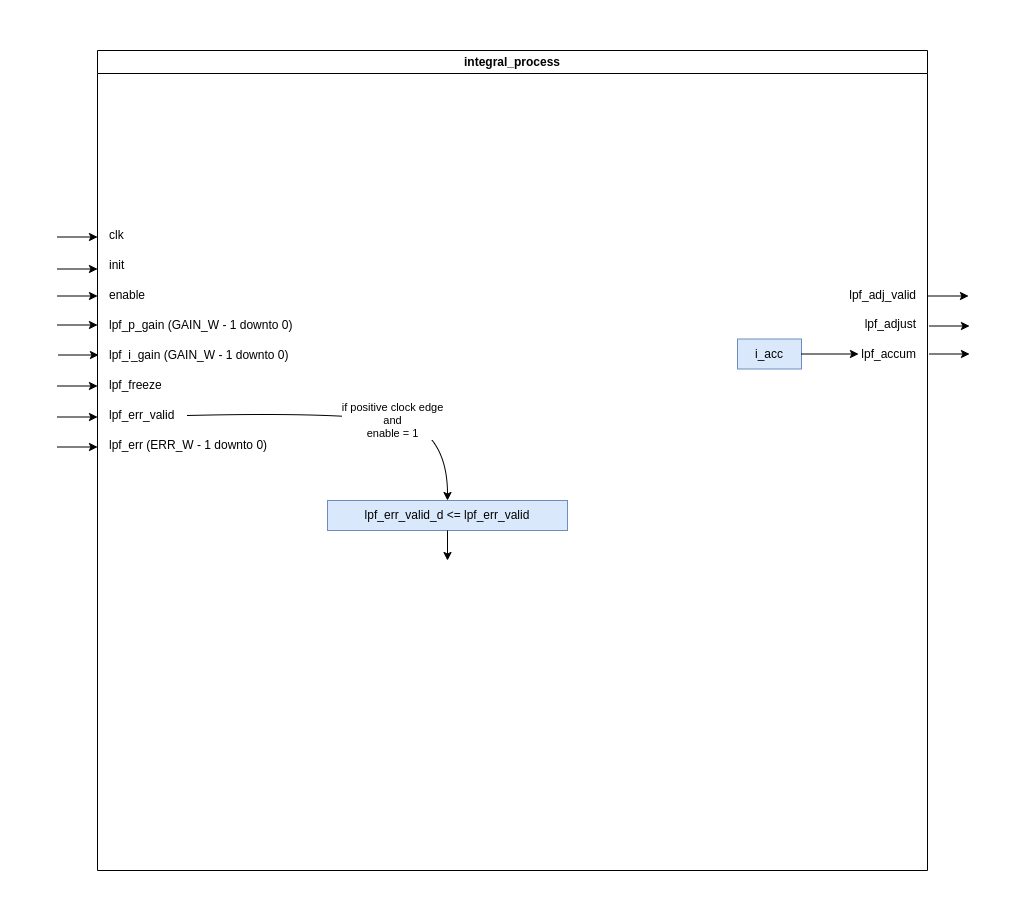 integral_process
clk
init
enable
lpf_p_gain (GAIN_W - 1 downto 0)
lpf_i_gain (GAIN_W - 1 downto 0)
lpf_freeze
lpf_err_valid
lpf_err (ERR_W - 1 downto 0)
if positive clock edge
and
enable = 1
lpf_err_valid_d <= lpf_err_valid
lpf_adj_valid
lpf_adjust
i_acc
lpf_accum